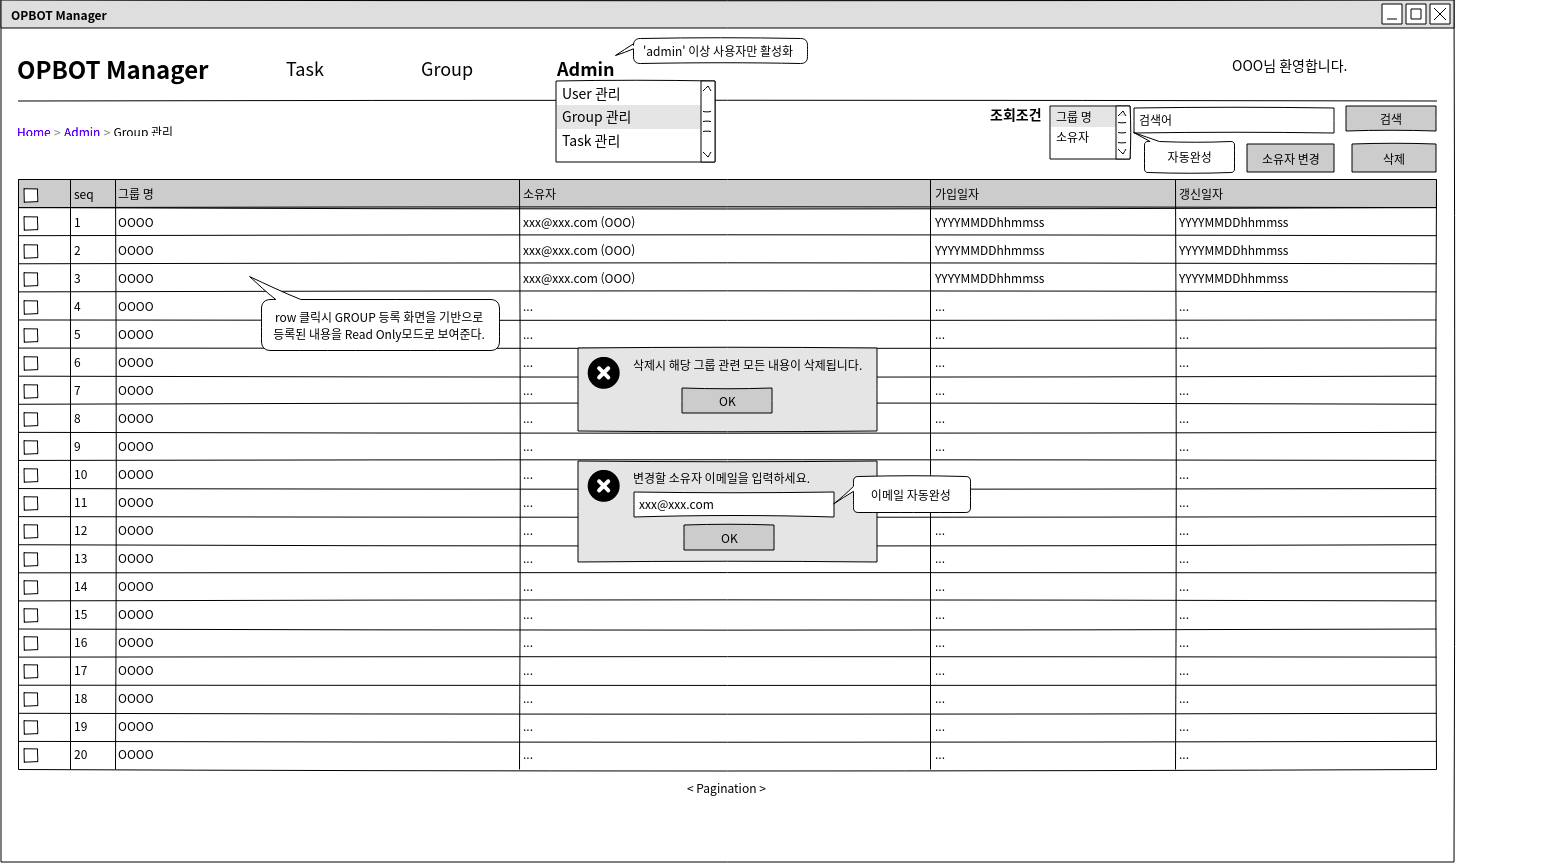 OPBOT Manager
'admin' 이상 사용자만 활성화
OPBOT Manager Task Group Admin OOO님 환영합니다.
User 관리
Group 관리
Task 관리
Home > Admin > Group 관리
조회조건 그룹 명 검색어 검색
소유자
자동완성 소유자 변경 삭제
seq 그룹 명 소유자 가입일자 갱신일자
1 OOOO xxx@xxx.com (OOO) YYYYMMDDhhmmss YYYYMMDDhhmmss
2 OOOO xxx@xxx.com (OOO) YYYYMMDDhhmmss YYYYMMDDhhmmss
3 OOOO xxx@xxx.com (OOO) YYYYMMDDhhmmss YYYYMMDDhhmmss
4 OOOO ... ... ...
row 클릭시 GROUP 등록 화면을 기반으로
등록된 내용을 Read Only모드로 보여준다.
5 OOOO ... ... ...
6 OOOO ... ... ...
삭제시 해당 그룹 관련 모든 내용이 삭제됩니다.
OK
7 OOOO ... ... ...
8 OOOO ... ... ...
9 OOOO ... ... ...
10 OOOO ... ...
변경할 소유자 이메일을 입력하세요.
xxx@xxx.com
이메일 자동완성
OK
11 OOOO ... ...
12 OOOO ... ... ...
13 OOOO ... ... ...
14 OOOO ... ... ...
15 OOOO ... ... ...
16 OOOO ... ... ...
17 OOOO ... ... ...
18 OOOO ... ... ...
19 OOOO ... ... ...
20 OOOO ... ... ...
< Pagination >